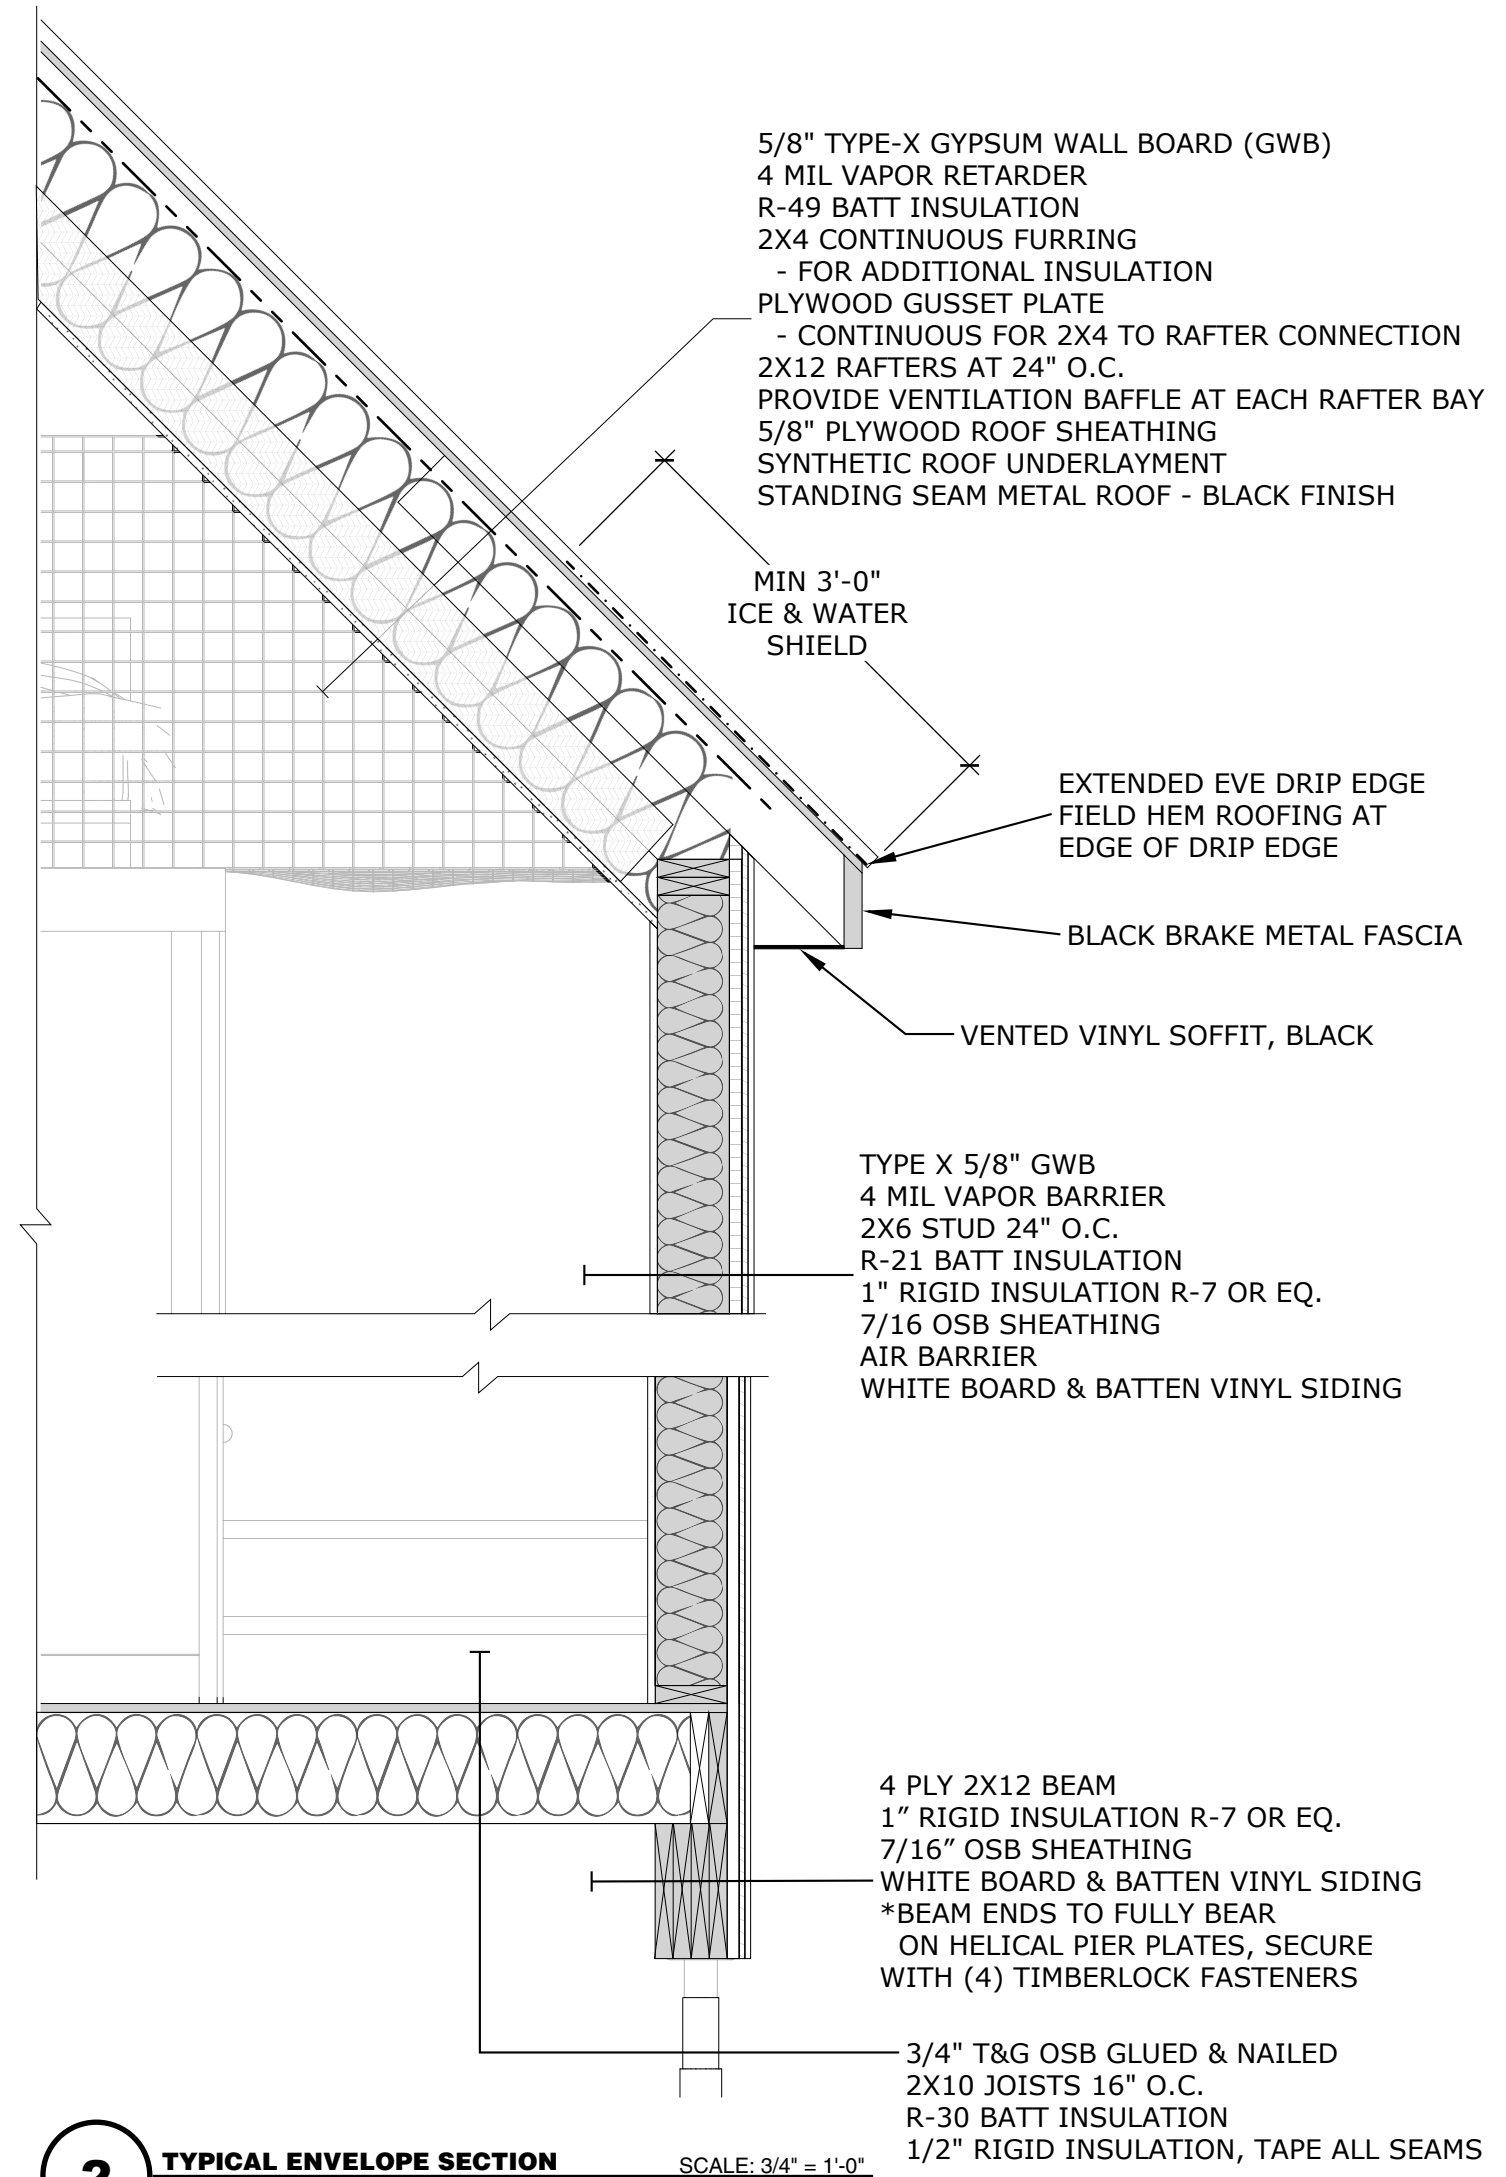 5/8" TYPE-X GYPSUM WALL BOARD (GWB)
4 MIL VAPOR RETARDER
R-49 BATT INSULATION
2X4 CONTINUOUS FURRING
- FOR ADDITIONAL INSULATION
PLYWOOD GUSSET PLATE
- CONTINUOUS FOR 2X4 TO RAFTER CONNECTION
2X12 RAFTERS AT 24" O.C.
PROVIDE VENTILATION BAFFLE AT EACH RAFTER BAY
5/8" PLYWOOD ROOF SHEATHING
SYNTHETIC ROOF UNDERLAYMENT
STANDING SEAM METAL ROOF - BLACK FINISH
MIN 3'-0"
ICE & WATER
SHIELD
EXTENDED EVE DRIP EDGE
FIELD HEM ROOFING AT
EDGE OF DRIP EDGE
BLACK BRAKE METAL FASCIA
VENTED VINYL SOFFIT, BLACK
TYPE X 5/8" GWB
4 MIL VAPOR BARRIER
2X6 STUD 24" O.C.
R-21 BATT INSULATION
1" RIGID INSULATION R-7 OR EQ.
7/16 OSB SHEATHING
AIR BARRIER
WHITE BOARD & BATTEN VINYL SIDING
4 PLY 2X12 BEAM
1” RIGID INSULATION R-7 OR EQ.
7/16” OSB SHEATHING
WHITE BOARD & BATTEN VINYL SIDING
*BEAM ENDS TO FULLY BEAR
ON HELICAL PIER PLATES, SECURE
WITH (4) TIMBERLOCK FASTENERS
3/4" T&G OSB GLUED & NAILED
2X10 JOISTS 16" O.C.
R-30 BATT INSULATION
1/2" RIGID INSULATION, TAPE ALL SEAMS
TYPICAL ENVELOPE SECTION
SCALE: 3/4" = 1'-0"